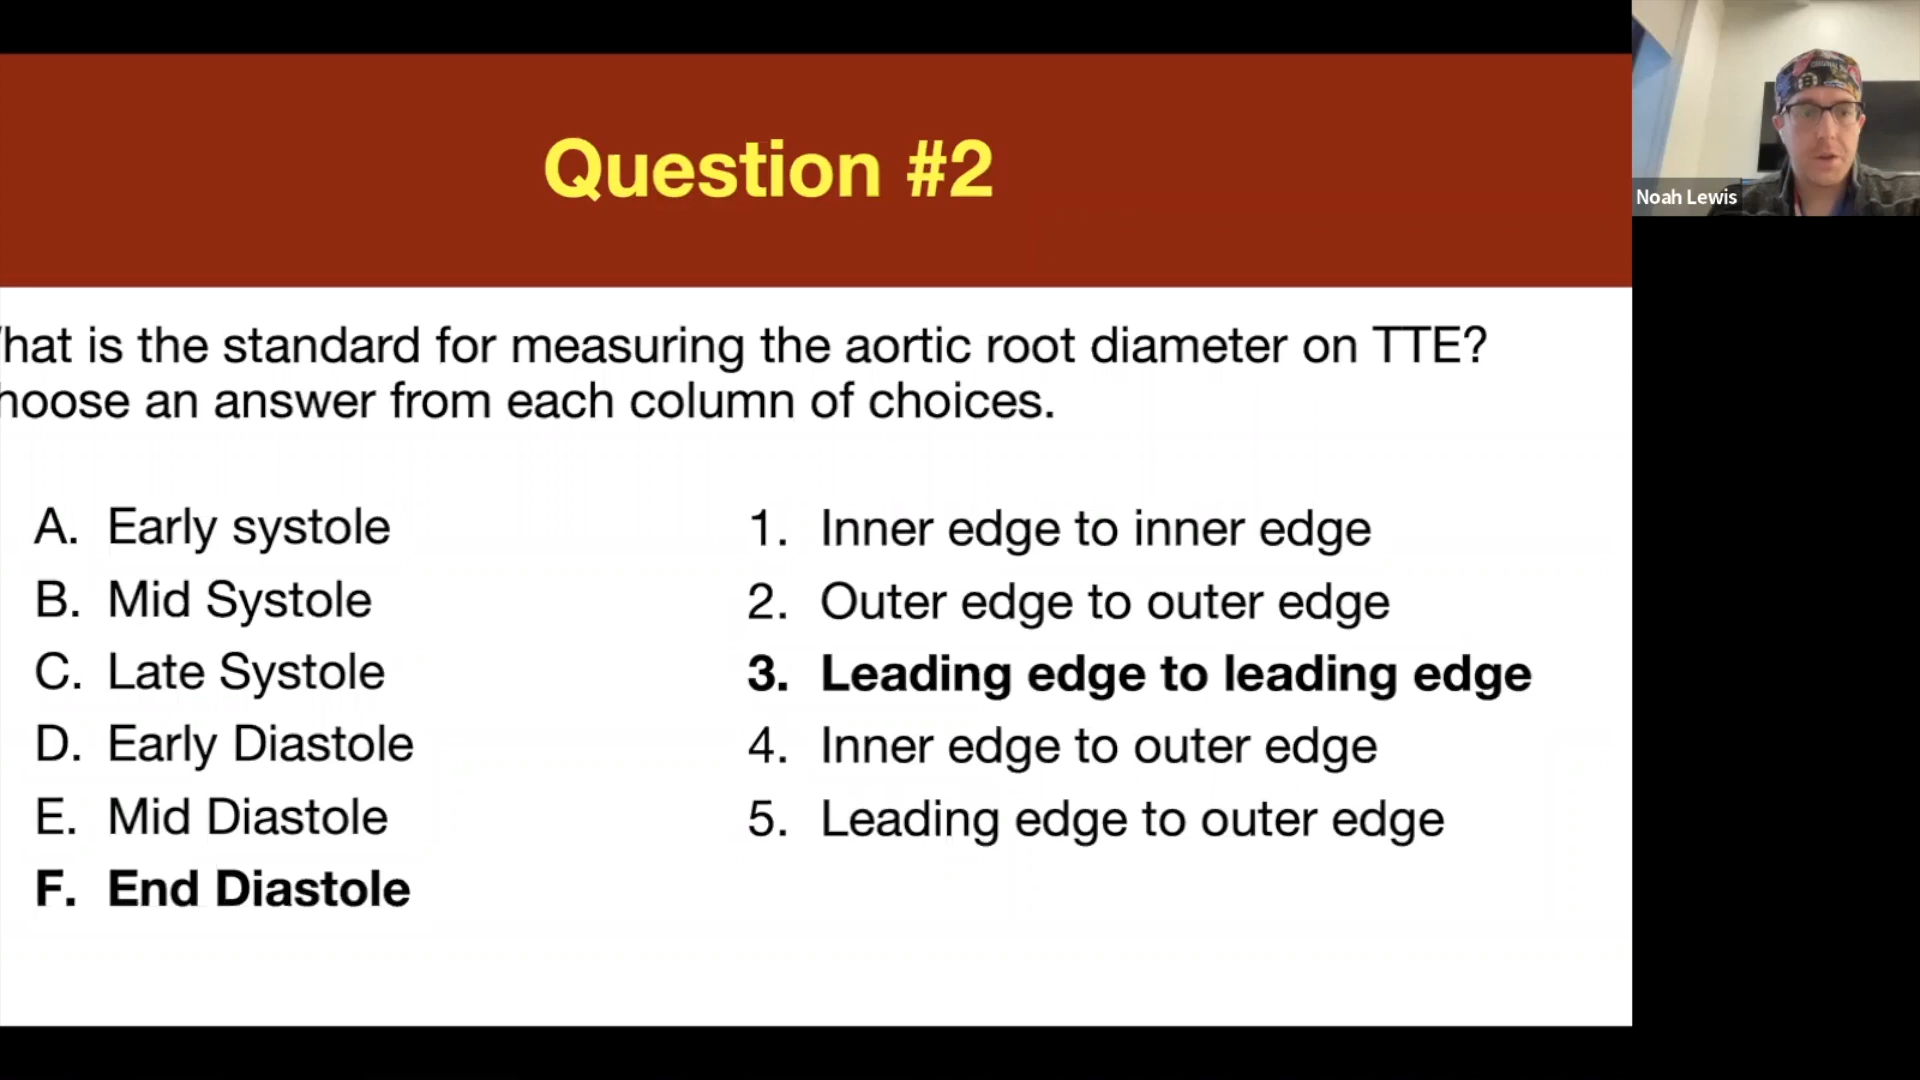 Question #2
hat is the standard for measuring the aortic root diameter on TTE?
hoose an answer from each column of choices.
A. Early systole
B. Mid Systole
C. Late Systole
D. Early Diastole
E. Mid Diastole
F. End Diastole
1. Inner edge to inner edge
2. Outer edge to outer edge
3. Leading edge to leading edge
4. Inner edge to outer edge
5. Leading edge to outer edge
Noah Lewis